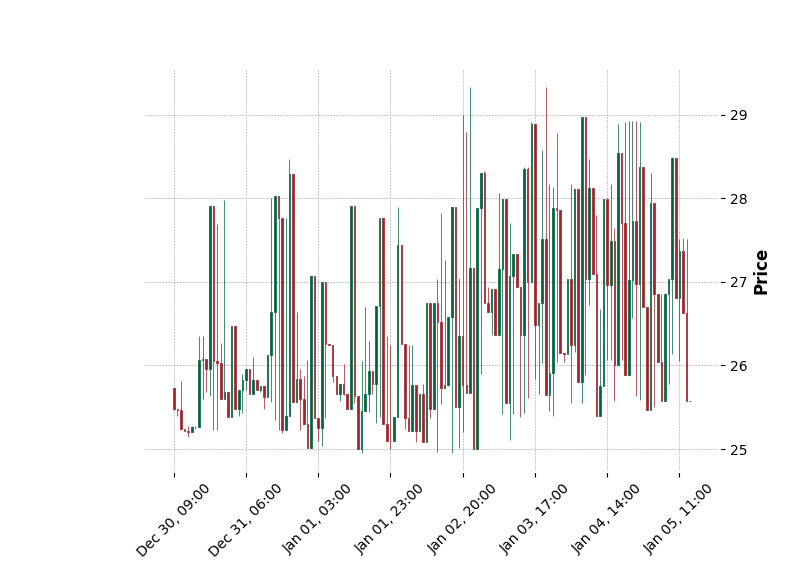 29
28
27
26
25
Price
Dec 30, 09:00
Dec 31, 06:00
Jan 01, 03:00
Jan 01, 23:00
Jan 02, 20:00
Jan 03, 17:00
Jan 04, 14:00
Jan 05, 11:00